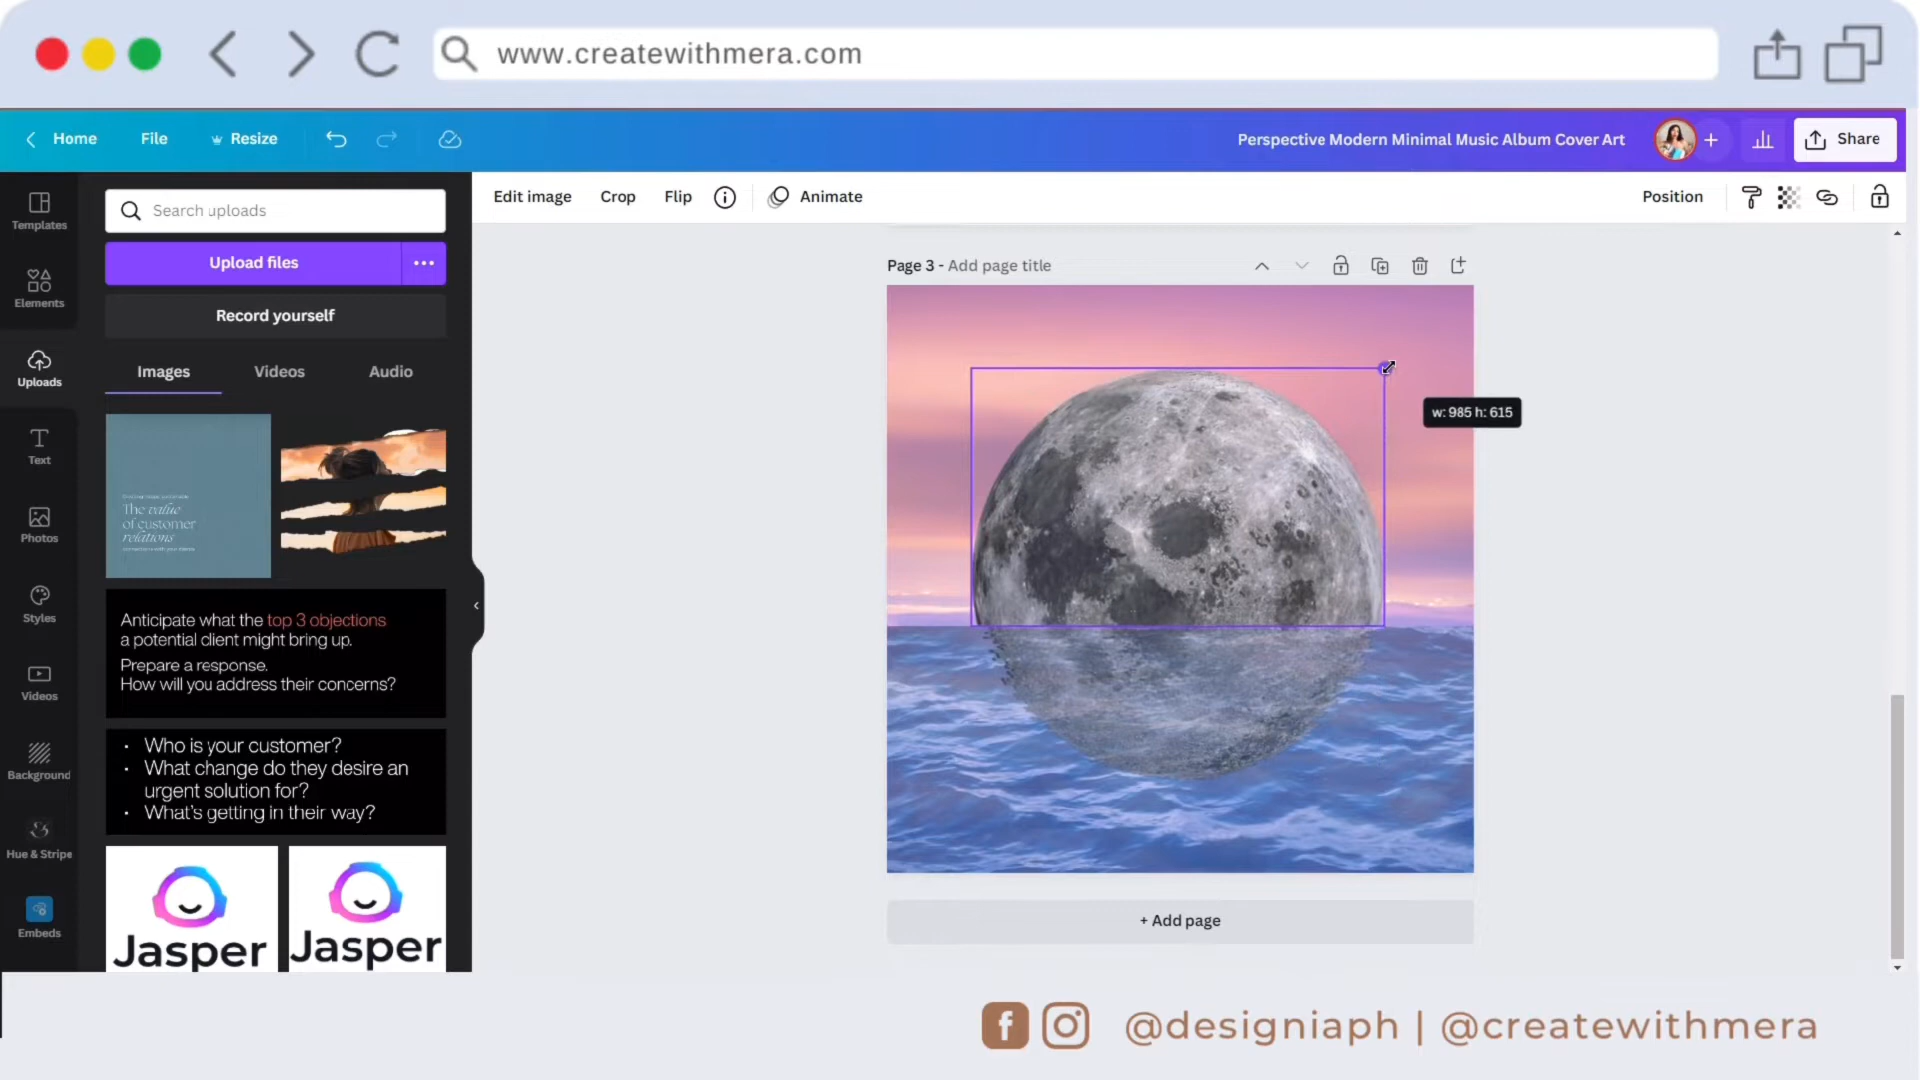 www.createwithmera.com
Home
File
Resize
Perspective Modern Minimal Music Album Cover Art
Share
Templates
Elements
Uploads
Text
Photos
Styles
Videos
Background
Hue & Stripe
Embeds
Search uploads
Upload files
Record yourself
Images
Videos
Audio
The value
of customer
relations
Anticipate what the top 3 objections
a potential client might bring up.
Prepare a response.
How will you address their concerns?
• Who is your customer?
• What change do they desire an
urgent solution for?
• What's getting in their way?
Jasper
Jasper
Edit image
Crop
Flip
Animate
Position
Page 3 - Add page title
w: 985 h: 615
+ Add page
@designiaph | @createwithmera